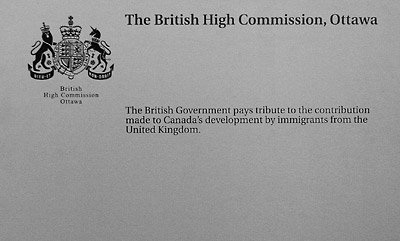 The British High Commission, Ottawa
British
High Commission
Ottawa
The British Government pays tribute to the contribution
made to Canada's development by immigrants from the
United Kingdom.